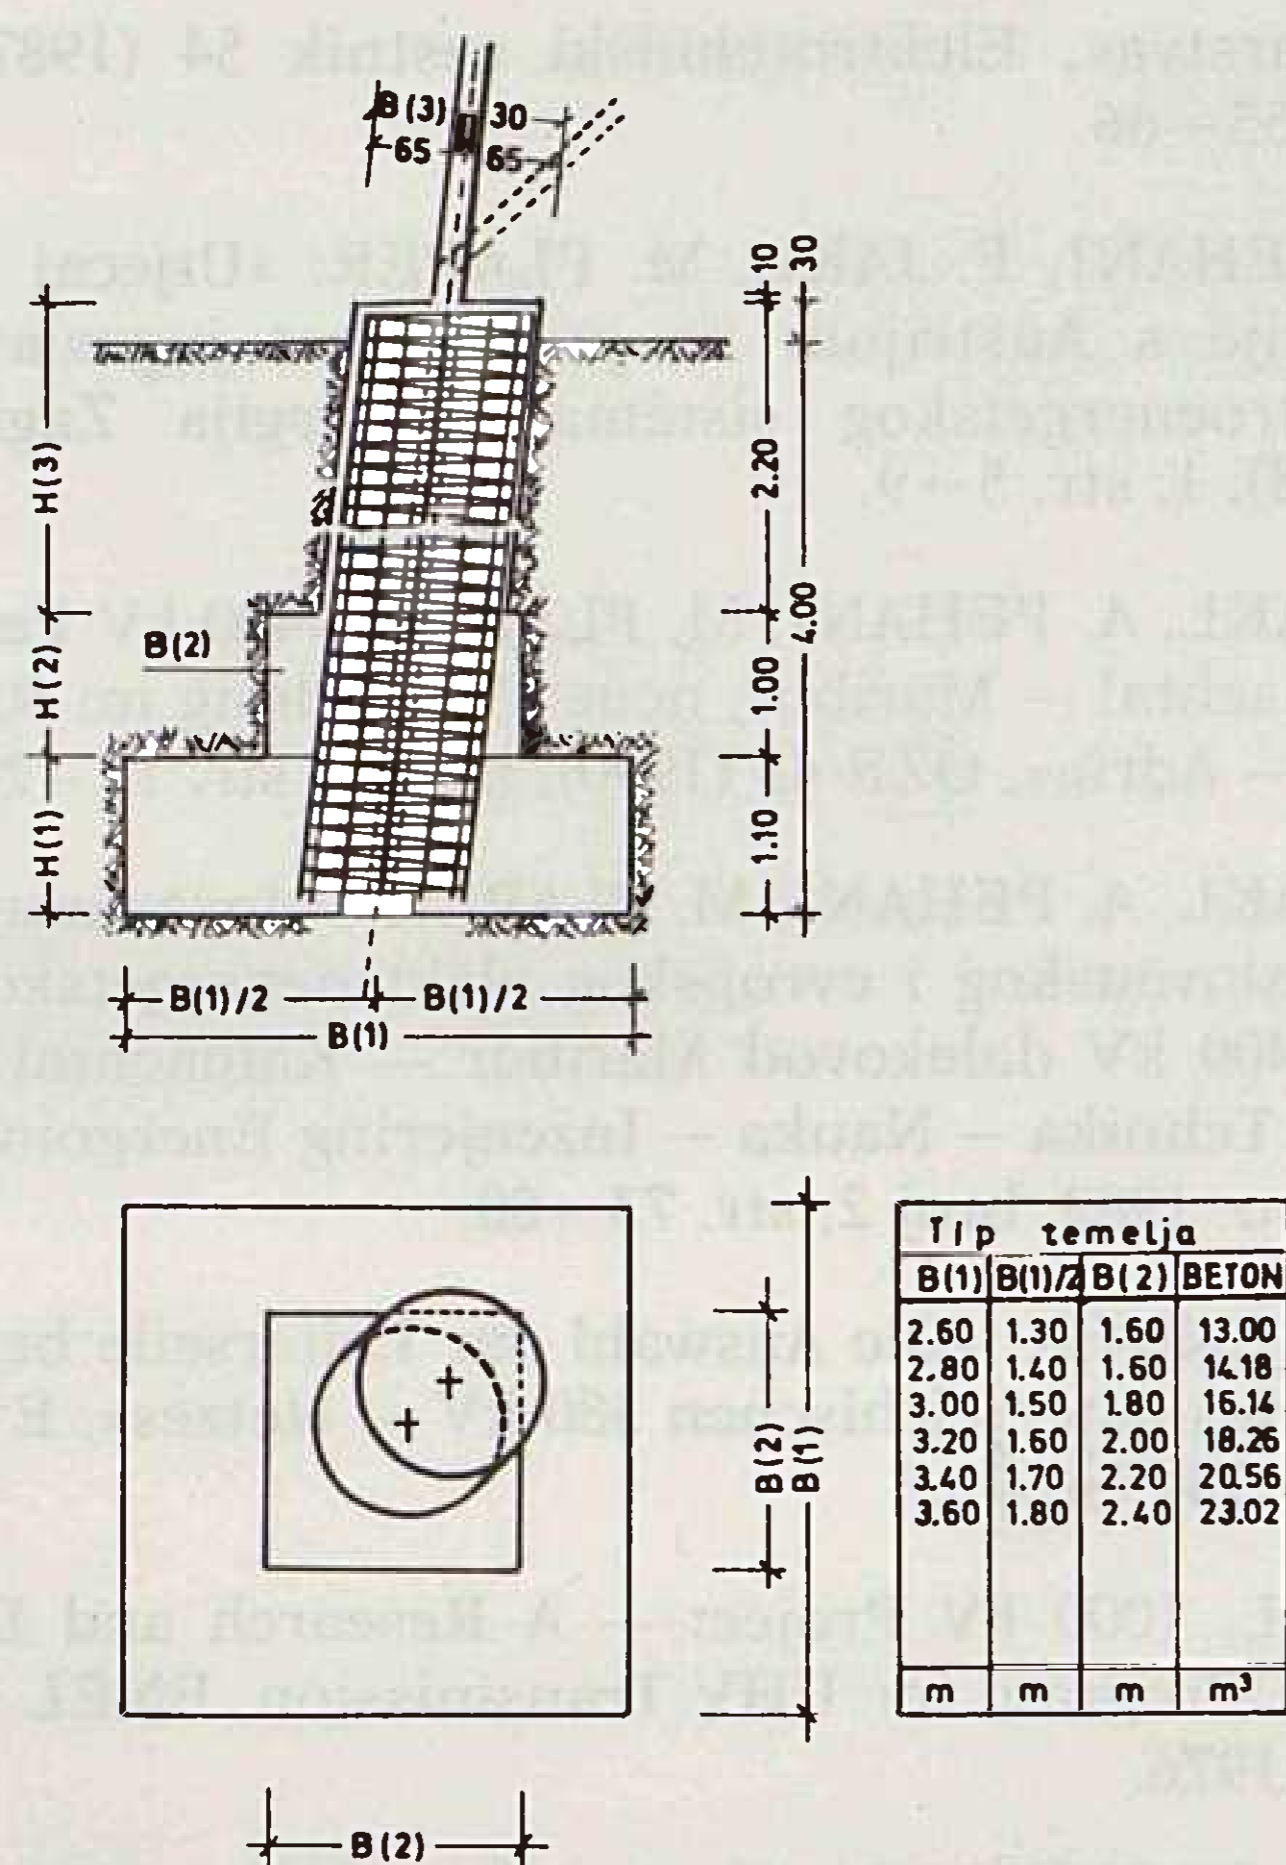 B(3) 30
65 65
10
30
H(3)
2.20
4.00
B(2)
H(2)
1.00
H(1)
1.10
B(1)/2 B(1)/2
B(1)
Tip temelja
B(1) B(1)/2 B(2) BETON
2.60 1.30 1.60 13.00
2.80 1.40 1.60 14.18
3.00 1.50 1.80 16.14
3.20 1.60 2.00 18.26
3.40 1.70 2.20 20.56
3.60 1.80 2.40 23.02
m m m m³
B(2)
B(1)
B(2)